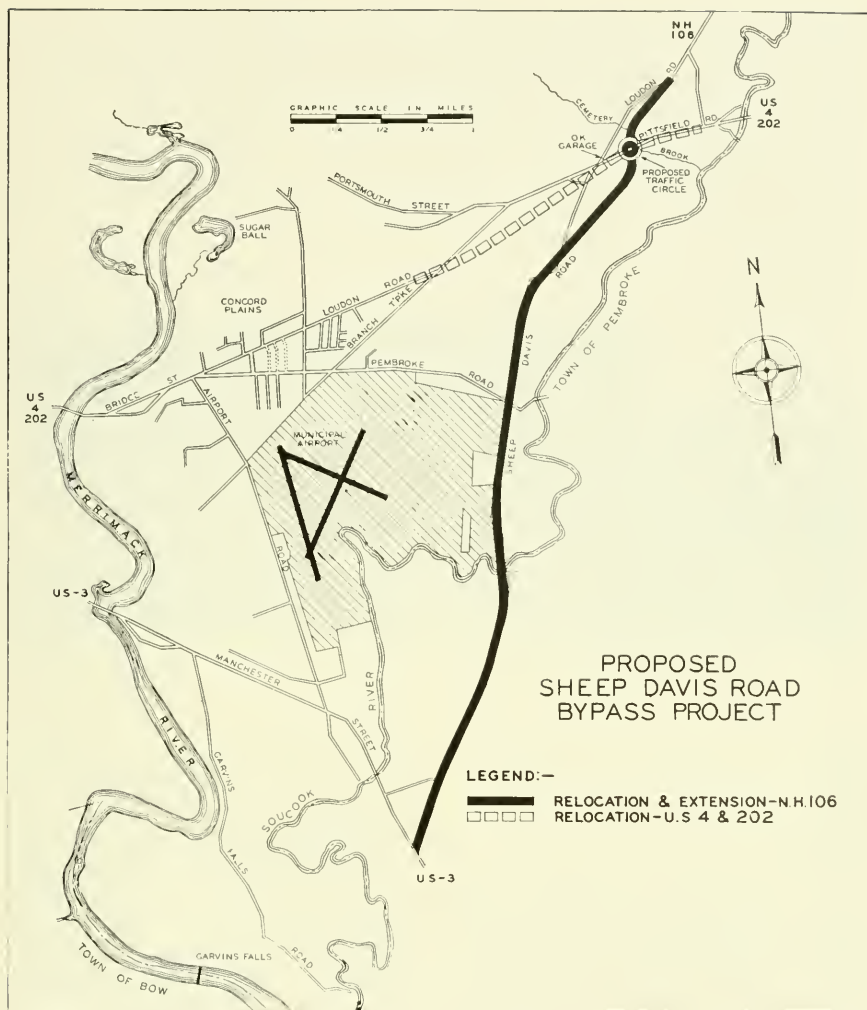 NH
106
GRAPHIC SCALE IN MILES
0 1/4 1/2 3/4 1
CEMETERY
LOUDON RD
US
4
202
PITTSFIELD RD
OK
GARAGE
BROOK
PROPOSED
TRAFFIC
CIRCLE
PORTSMOUTH STREET
SUGAR
BALL
N
ROAD
TOWN OF PEMBROKE
CONCORD
PLAINS
LOUDON ROAD
BRANCH T'PKE
DAVIS
PEMBROKE ROAD
US
4
202
BRIDGE ST
AIRPORT
MUNICIPAL
AIRPORT
SHEEP
MERRIMACK
ROAD
US-3
MANCHESTER
RIVER
PROPOSED
SHEEP DAVIS ROAD
BYPASS PROJECT
RIVER
STREET
GARVINS
SOUCOOK
LEGEND:—
RELOCATION & EXTENSION-N.H.106
RELOCATION-U.S 4 & 202
FALLS
US-3
ROAD
GARVINS FALLS
TOWN OF BOW